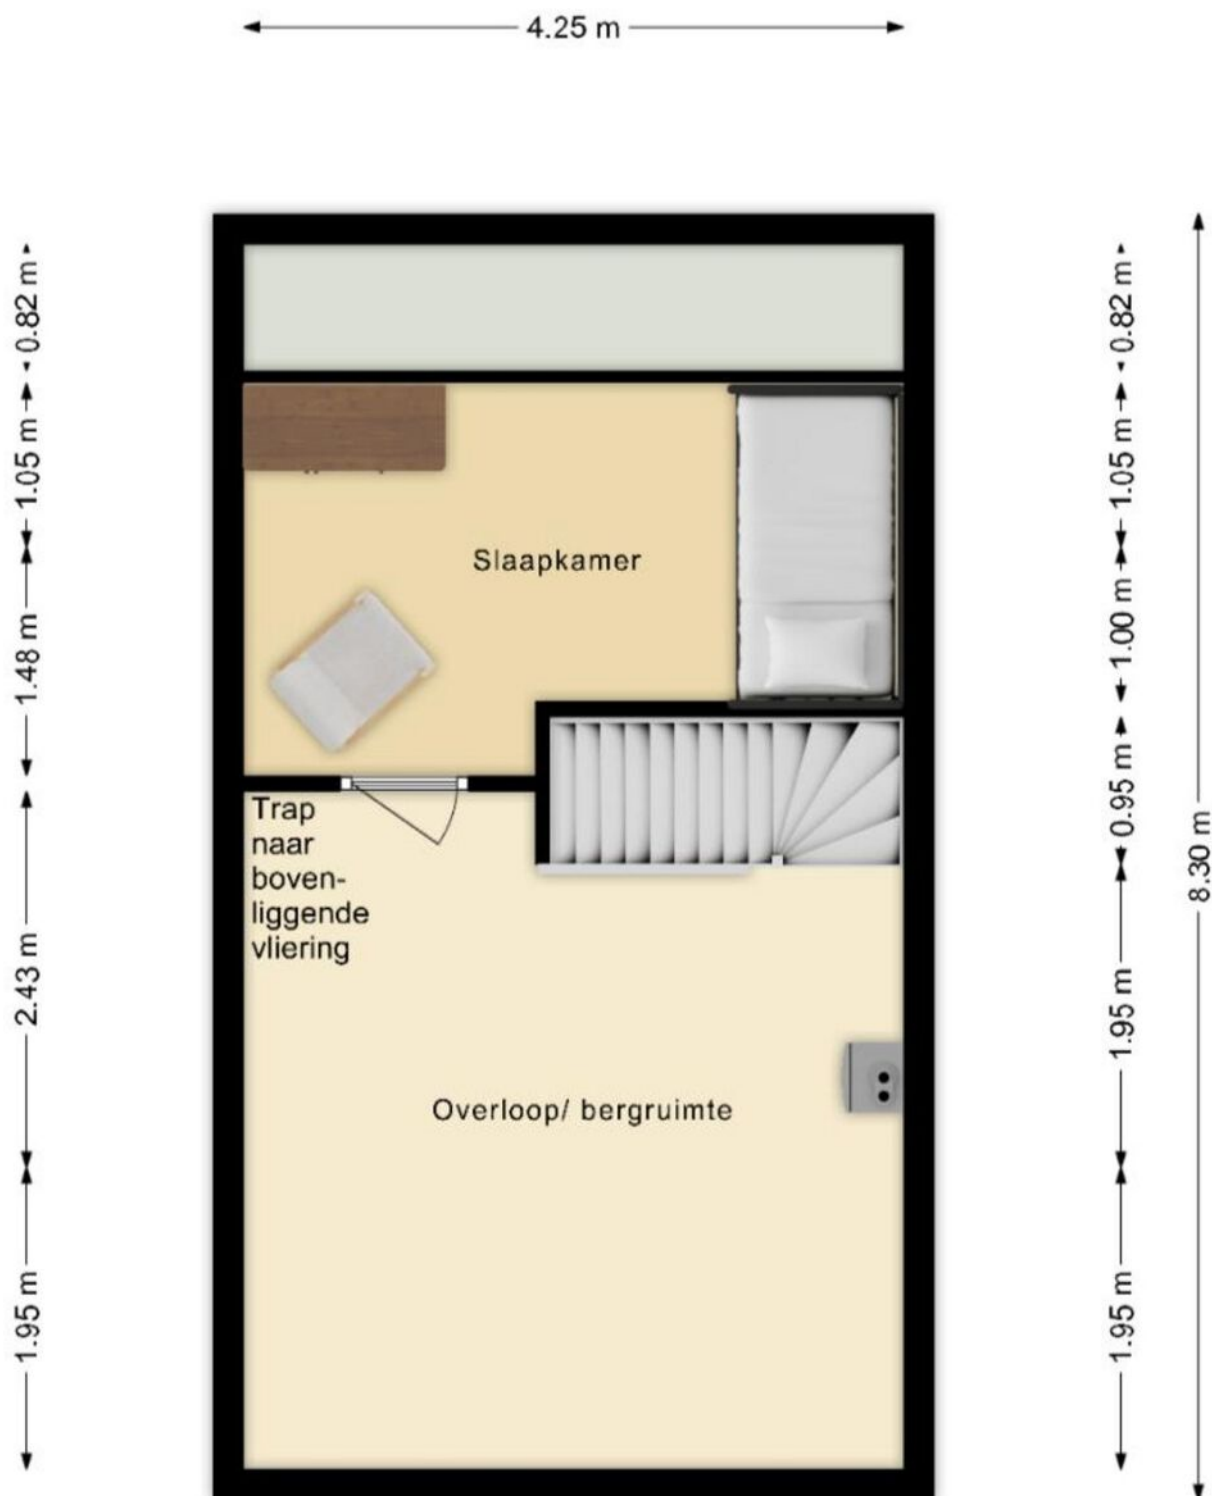 4.25 m
0.82 m
1.05 m
1.48 m
2.43 m
1.95 m
Slaapkamer
Trap
naar
boven-
liggende
vliering
Overloop/ bergruimte
0.82 m
1.05 m
1.00 m
0.95 m
1.95 m
1.95 m
8.30 m